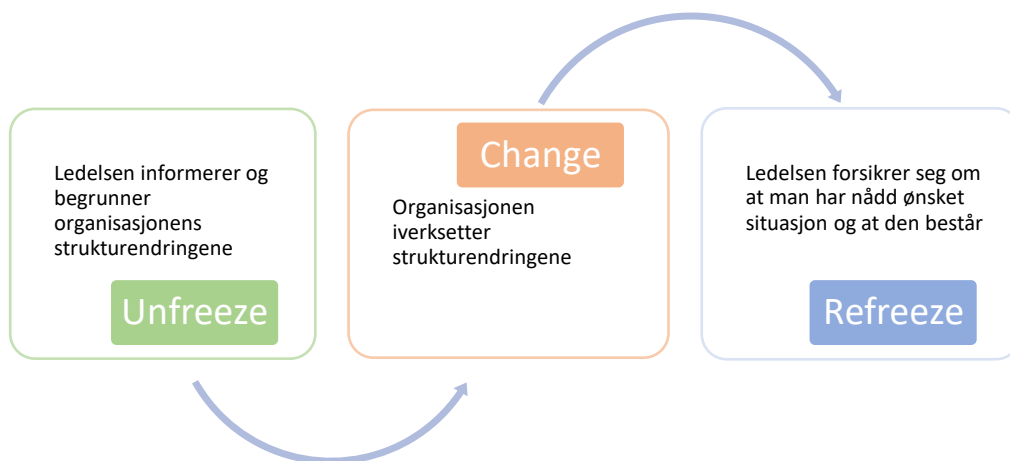 Ledelsen informerer og
begrunner
organisasjonens
strukturendringene
Unfreeze
Change
Organisasjonen
iverksetter
strukturendringene
Ledelsen forsikrer seg om
at man har nådd ønsket
situasjon og at den består
Refreeze